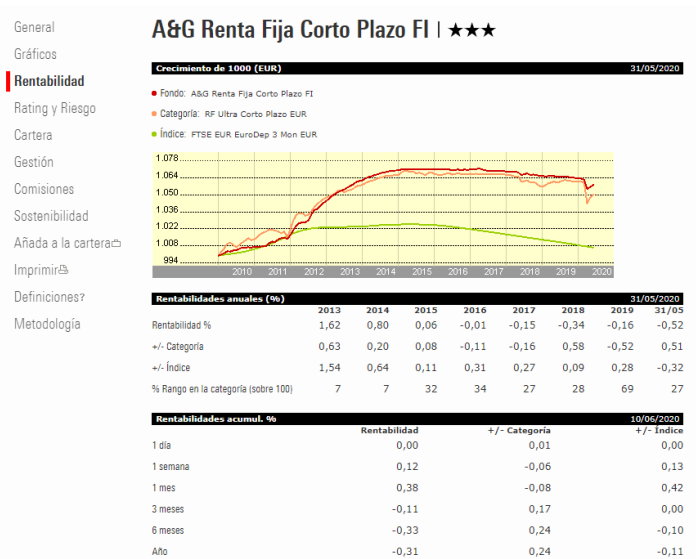 General
Gráficos
Rentabilidad
Rating y Riesgo
Cartera
Gestión
Comisiones
Sostenibilidad
Añada a la cartera
Imprimir
Definiciones?
Metodología
A&G Renta Fija Corto Plazo FI | ★★★
Crecimiento de 1000 (EUR) 31/05/2020
Fondo: A&G Renta Fija Corto Plazo FI
Categoría: RF Ultra Corto Plazo EUR
Índice: FTSE EUR EuroDep 3 Mon EUR
1.078
1.064
1.050
1.036
1.022
1.008
994
2010 2011 2012 2013 2014 2015 2016 2017 2018 2019 2020
Rentabilidades anuales (%) 31/05/2020
2013 2014 2015 2016 2017 2018 2019 31/05
Rentabilidad % 1,62 0,80 0,06 -0,01 -0,15 -0,34 -0,16 -0,52
+/- Categoría 0,63 0,20 0,08 -0,11 -0,16 0,58 -0,52 0,51
+/- Índice 1,54 0,64 0,11 0,31 0,27 0,09 0,28 -0,32
% Rango en la categoría (sobre 100) 7 7 32 34 27 28 69 27
Rentabilidades acumul. % 10/06/2020
Rentabilidad +/- Categoría +/- Índice
1 día 0,00 0,01 0,00
1 semana 0,12 -0,06 0,13
1 mes 0,38 -0,08 0,42
3 meses -0,11 0,17 0,00
6 meses -0,33 0,24 -0,10
Año -0,31 0,24 -0,11